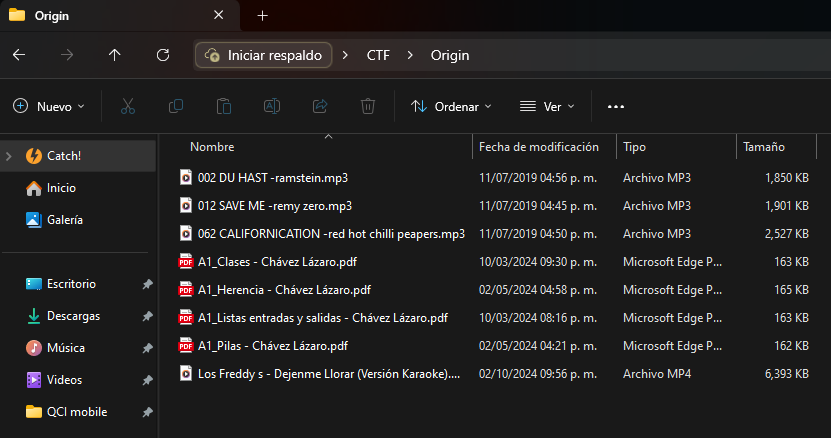 Origin
Iniciar respaldo > CTF > Origin
Nuevo Ordenar Ver
Nombre Fecha de modificación Tipo Tamaño
Catch!
Inicio
Galería
Escritorio
Descargas
Música
Videos
QCI mobile
002 DU HAST -ramstein.mp3 11/07/2019 04:56 p. m. Archivo MP3 1,850 KB
012 SAVE ME -remy zero.mp3 11/07/2019 04:45 p. m. Archivo MP3 1,901 KB
062 CALIFORNICATION -red hot chilli peapers.mp3 11/07/2019 04:50 p. m. Archivo MP3 2,527 KB
PDF A1_Clases - Chávez Lázaro.pdf 10/03/2024 09:30 p. m. Microsoft Edge P... 163 KB
PDF A1_Herencia - Chávez Lázaro.pdf 02/05/2024 04:58 p. m. Microsoft Edge P... 165 KB
PDF A1_Listas entradas y salidas - Chávez Lázaro.pdf 10/03/2024 08:16 p. m. Microsoft Edge P... 163 KB
PDF A1_Pilas - Chávez Lázaro.pdf 02/05/2024 04:21 p. m. Microsoft Edge P... 162 KB
Los Freddy s - Dejenme Llorar (Versión Karaoke).... 02/10/2024 09:56 p. m. Archivo MP4 6,393 KB